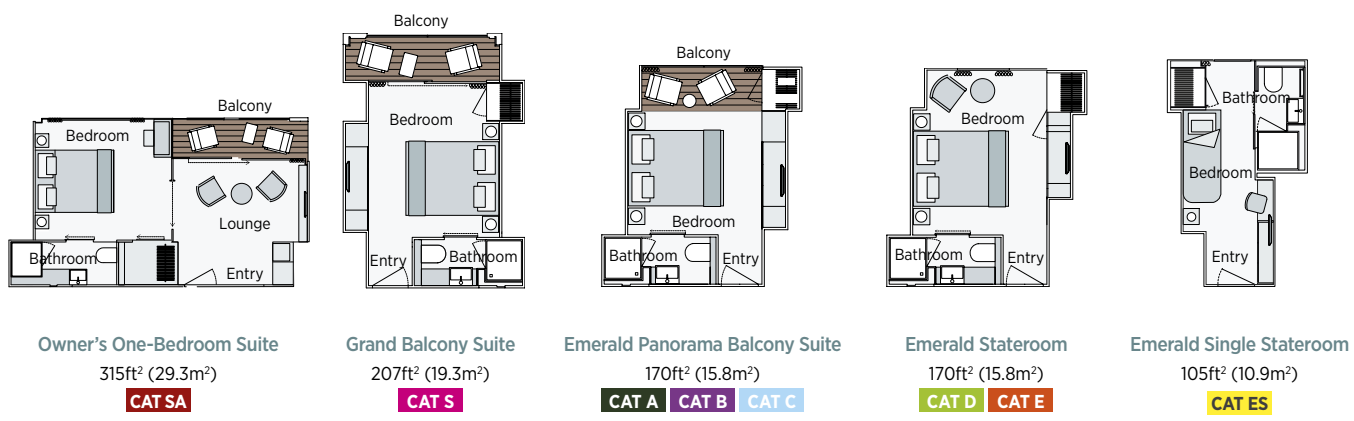 Balcony
Bedroom
Lounge
Bathroom
Entry
Owner's One-Bedroom Suite
315ft² (29.3m²)
CAT SA
Balcony
Bedroom
Entry
Bathroom
Grand Balcony Suite
207ft² (19.3m²)
CAT S
Balcony
Bedroom
Bathroom
Entry
Emerald Panorama Balcony Suite
170ft² (15.8m²)
CAT A CAT B CAT C
Bedroom
Bathroom
Entry
Emerald Stateroom
170ft² (15.8m²)
CAT D CAT E
Bathroom
Bedroom
Entry
Emerald Single Stateroom
105ft² (10.9m²)
CAT ES